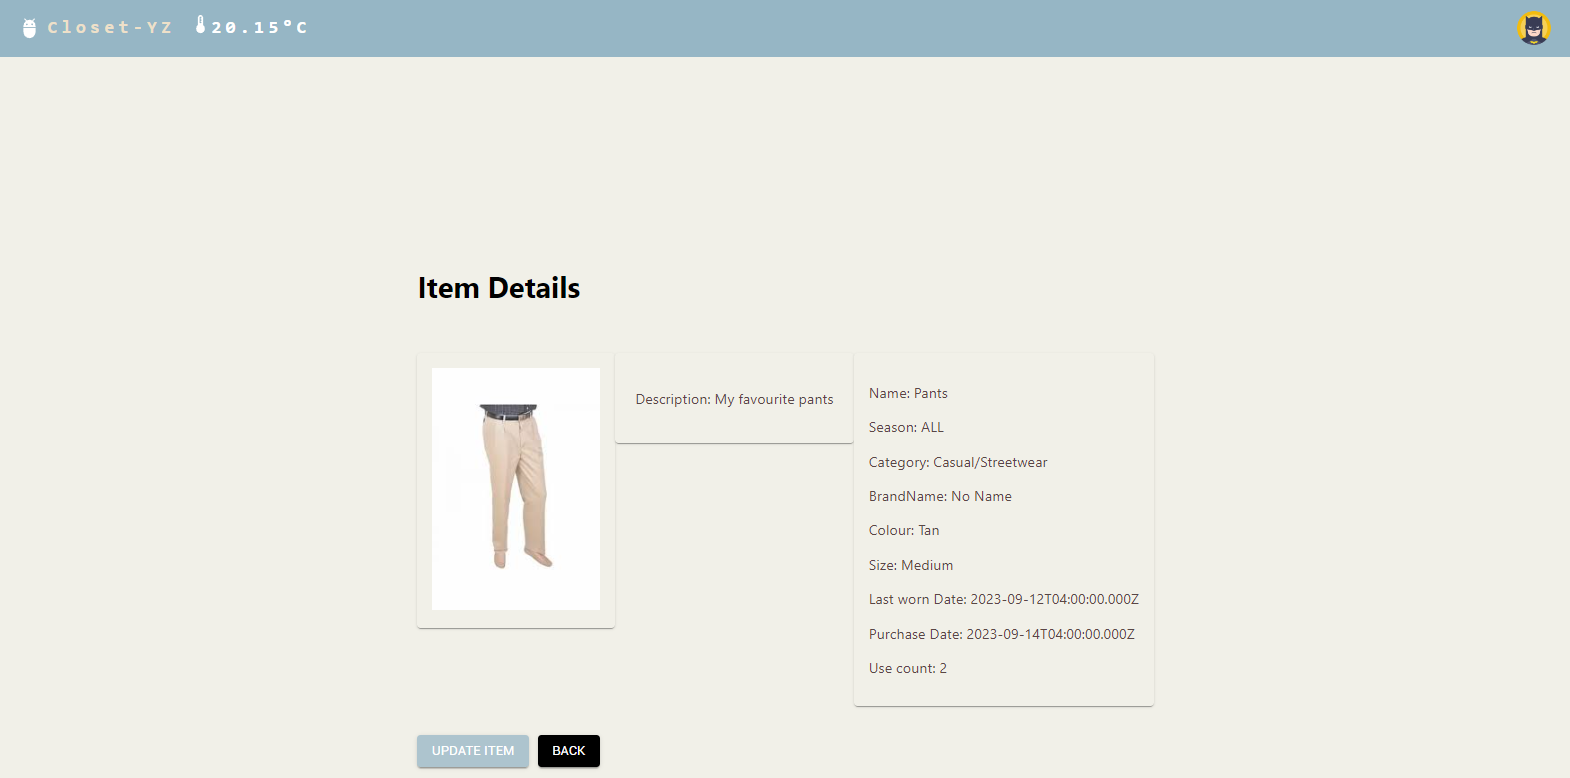 Closet-YZ 20.15°C
Item Details
Description: My favourite pants
Name: Pants
Season: ALL
Category: Casual/Streetwear
BrandName: No Name
Colour: Tan
Size: Medium
Last worn Date: 2023-09-12T04:00:00.000Z
Purchase Date: 2023-09-14T04:00:00.000Z
Use count: 2
UPDATE ITEM BACK